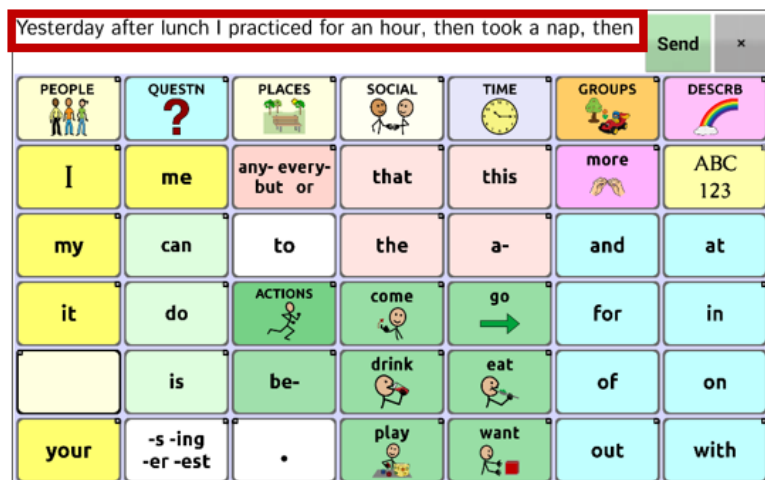 Yesterday after lunch I practiced for an hour, then took a nap, then
Send ×
PEOPLE QUESTN PLACES SOCIAL TIME GROUPS DESCRB
?
I me any- every- that this more ABC
but or 123
my can to the a- and at
it do ACTIONS come go for in
is be- drink eat of on
your -s -ing . play want out with
-er -est